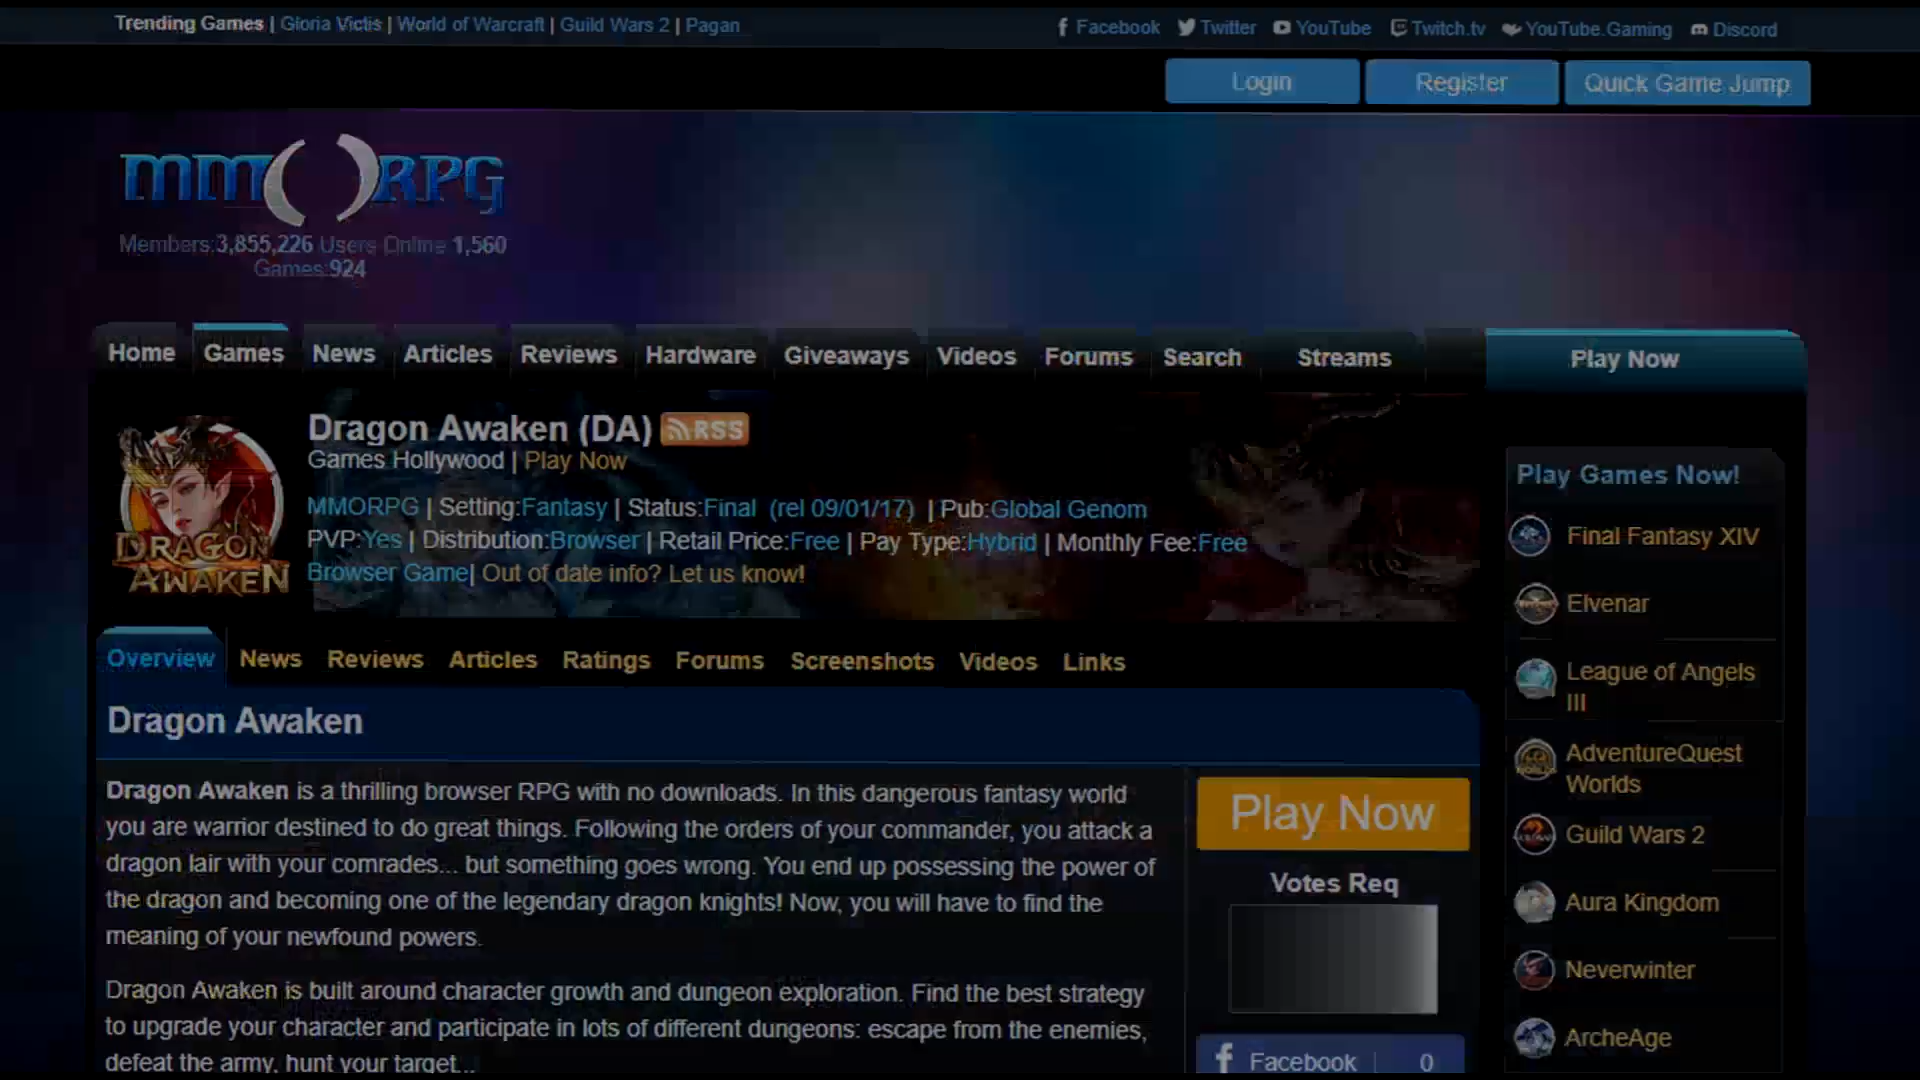 Trending Games | Gloria Victis | World of Warcraft | Guild Wars 2 | Pagan
Facebook Twitter YouTube Twitch.tv YouTube.Gaming Discord
Login Register Quick Game Jump
MMORPG
Members:3,855,226 Users Online:1,560
Games:924
Home Games News Articles Reviews Hardware Giveaways Videos Forums Search Streams Play Now
DRAGON
AWAKEN
Dragon Awaken (DA) RSS
Games Hollywood | Play Now
MMORPG | Setting:Fantasy | Status:Final (rel 09/01/17) | Pub:Global Genom
PVP:Yes | Distribution:Browser | Retail Price:Free | Pay Type:Hybrid | Monthly Fee:Free
Browser Game| Out of date info? Let us know!
Overview News Reviews Articles Ratings Forums Screenshots Videos Links
Dragon Awaken
Dragon Awaken is a thrilling browser RPG with no downloads. In this dangerous fantasy world
you are warrior destined to do great things. Following the orders of your commander, you attack a
dragon lair with your comrades... but something goes wrong. You end up possessing the power of
the dragon and becoming one of the legendary dragon knights! Now, you will have to find the
meaning of your newfound powers.
Dragon Awaken is built around character growth and dungeon exploration. Find the best strategy
to upgrade your character and participate in lots of different dungeons: escape from the enemies,
defeat the army, hunt your target...
Play Now
Votes Req
Facebook 0
Play Games Now!
Final Fantasy XIV
Elvenar
League of Angels
III
AdventureQuest
Worlds
Guild Wars 2
Aura Kingdom
Neverwinter
ArcheAge